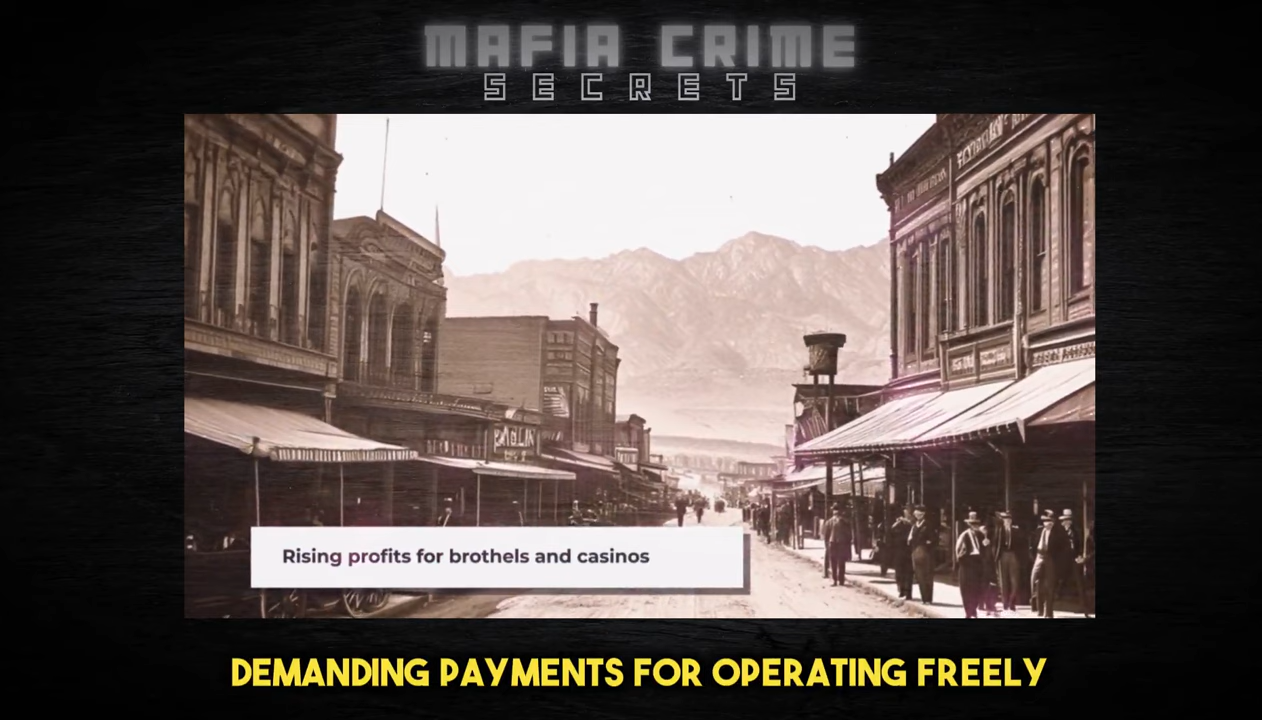 MAFIA CRIME
SECRETS
Rising profits for brothels and casinos
DEMANDING PAYMENTS FOR OPERATING FREELY